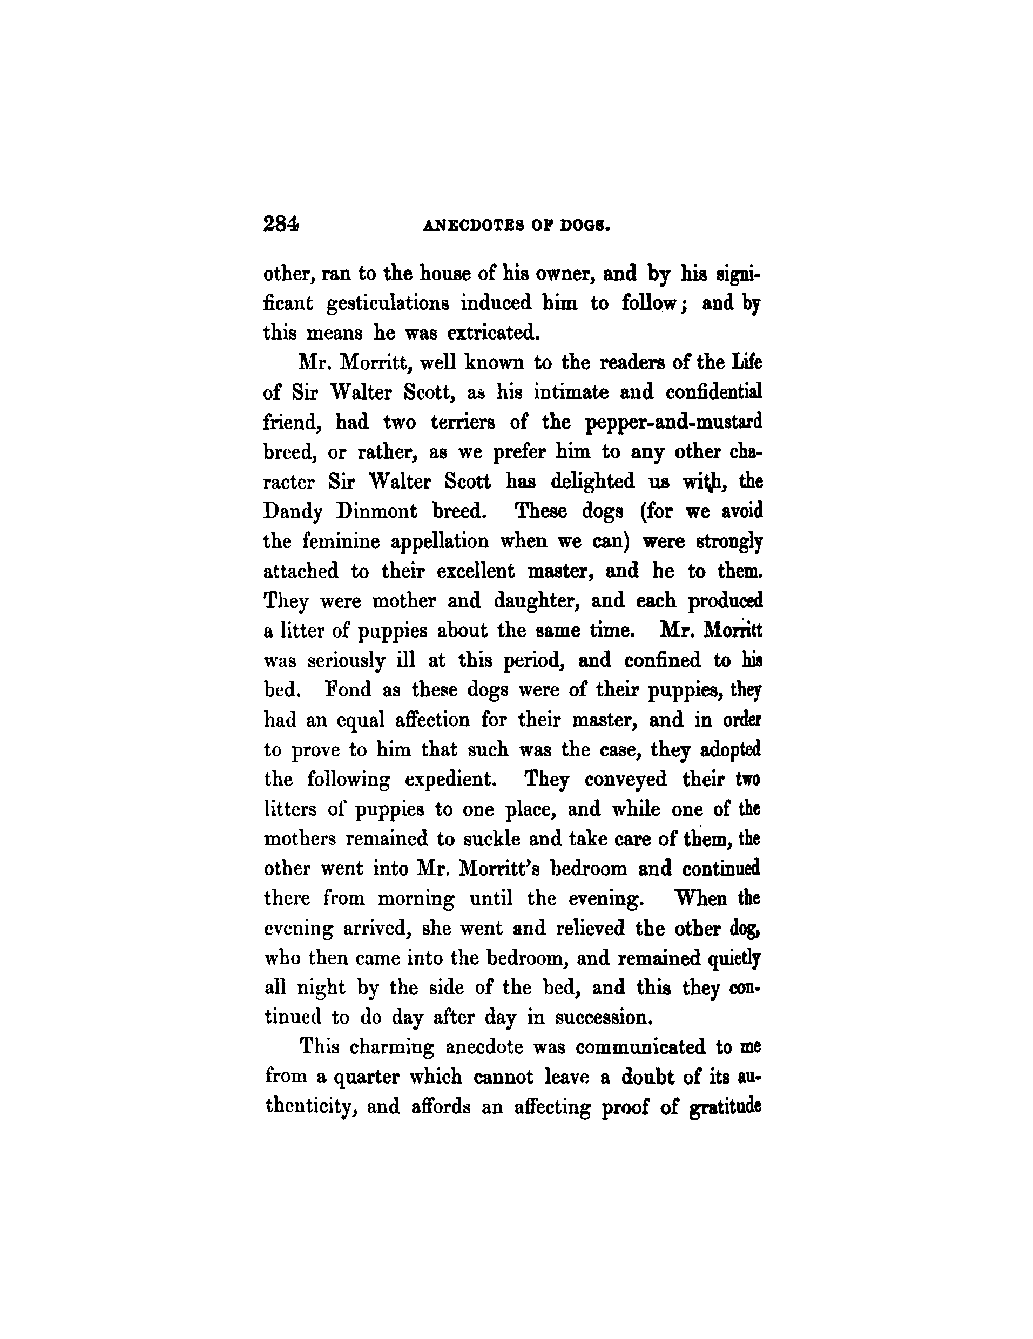 284 ANECDOTES OF DOGS.
other, ran to the house of his owner, and by his signi-
ficant gesticulations induced him to follow; and by
this means he was extricated.
Mr. Morritt, well known to the readers of the Life
of Sir Walter Scott, as his intimate and confidential
friend, had two terriers of the pepper-and-mustard
breed, or rather, as we prefer him to any other cha-
racter Sir Walter Scott has delighted us with, the
Dandy Dinmont breed. These dogs (for we avoid
the feminine appellation when we can) were strongly
attached to their excellent master, and he to them.
They were mother and daughter, and each produced
a litter of puppies about the same time. Mr. Morritt
was seriously ill at this period, and confined to his
bed. Fond as these dogs were of their puppies, they
had an equal affection for their master, and in order
to prove to him that such was the case, they adopted
the following expedient. They conveyed their two
litters of puppies to one place, and while one of the
mothers remained to suckle and take care of them, the
other went into Mr. Morritt's bedroom and continued
there from morning until the evening. When the
evening arrived, she went and relieved the other dog,
who then came into the bedroom, and remained quietly
all night by the side of the bed, and this they con-
tinued to do day after day in succession.
This charming anecdote was communicated to me
from a quarter which cannot leave a doubt of its au-
thenticity, and affords an affecting proof of gratitude